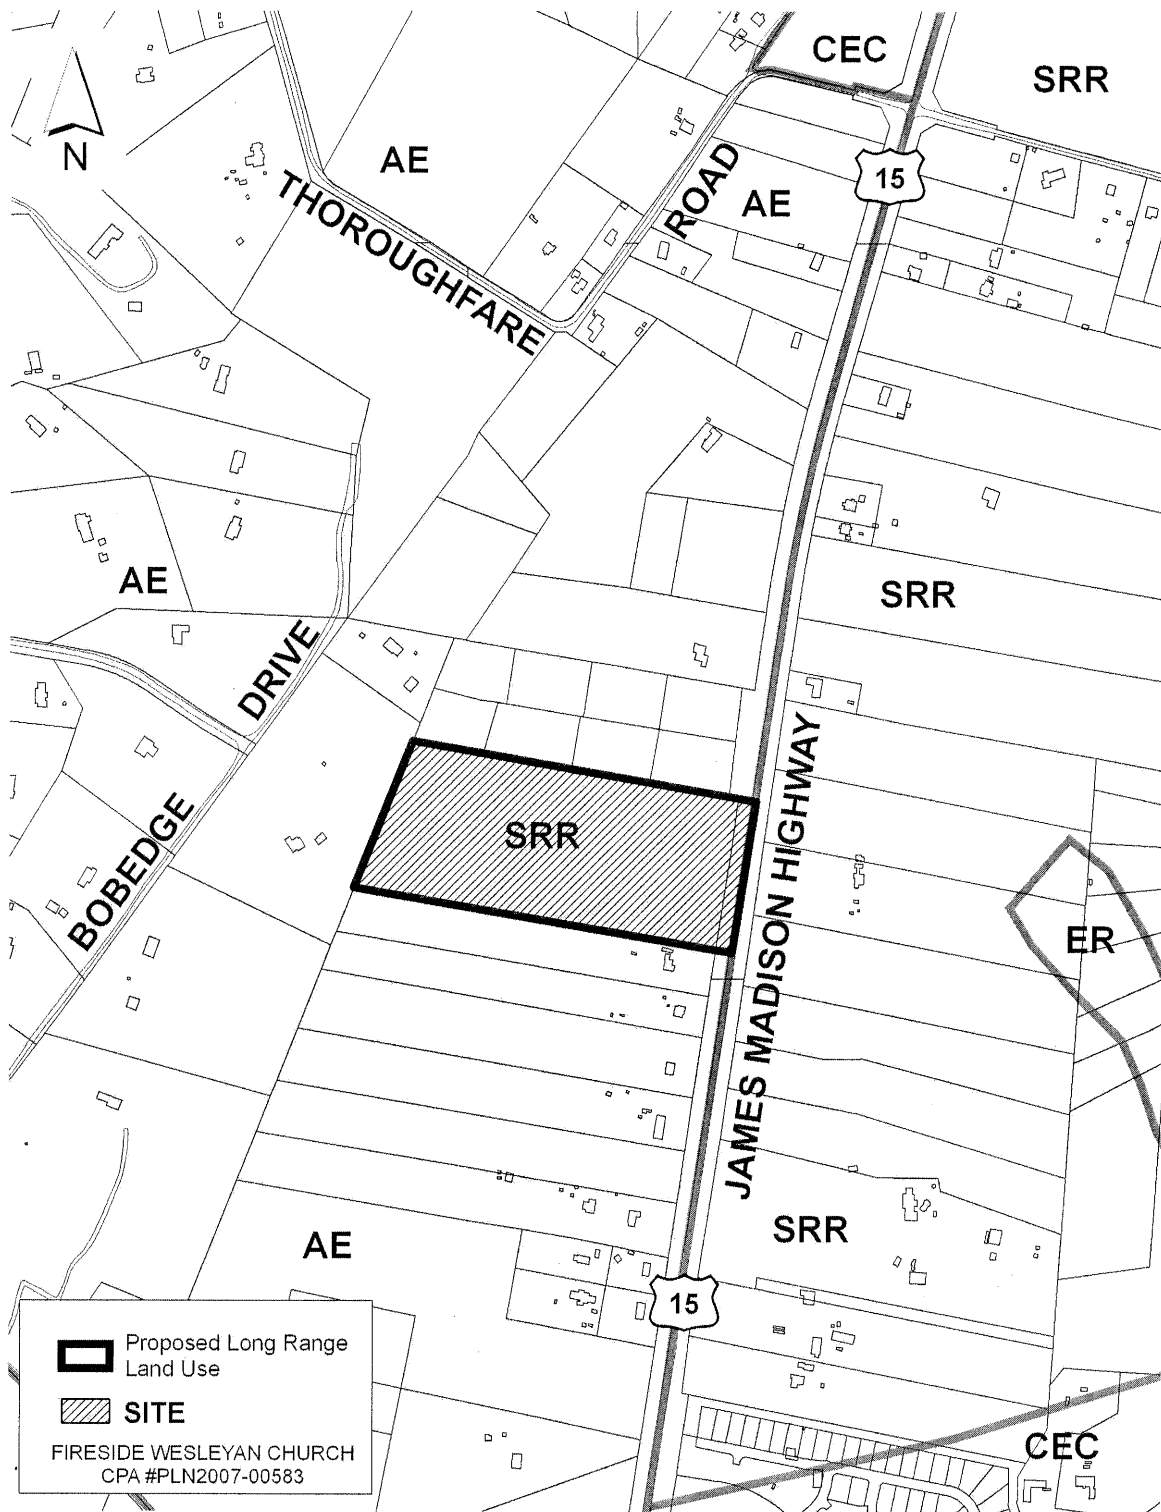 CEC
SRR
N
AE
THOROUGHFARE
ROAD
AE
15
SRR
AE
BOBEDGE
DRIVE
SRR
JAMES MADISON HIGHWAY
ER
AE
SRR
15
CEC
Proposed Long Range
Land Use
SITE
FIRESIDE WESLEYAN CHURCH
CPA #PLN2007-00583